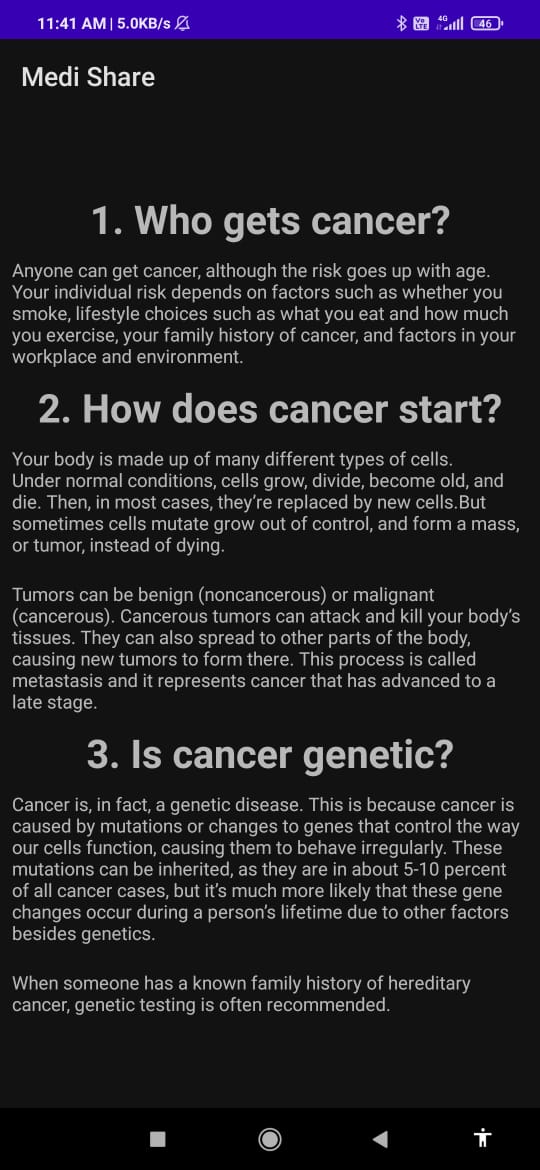 11:41 AM | 5.0KB/s
Vo LTE 4G 46
Medi Share
1. Who gets cancer?
Anyone can get cancer, although the risk goes up with age.
Your individual risk depends on factors such as whether you
smoke, lifestyle choices such as what you eat and how much
you exercise, your family history of cancer, and factors in your
workplace and environment.
2. How does cancer start?
Your body is made up of many different types of cells.
Under normal conditions, cells grow, divide, become old, and
die. Then, in most cases, they’re replaced by new cells.But
sometimes cells mutate grow out of control, and form a mass,
or tumor, instead of dying.
Tumors can be benign (noncancerous) or malignant
(cancerous). Cancerous tumors can attack and kill your body’s
tissues. They can also spread to other parts of the body,
causing new tumors to form there. This process is called
metastasis and it represents cancer that has advanced to a
late stage.
3. Is cancer genetic?
Cancer is, in fact, a genetic disease. This is because cancer is
caused by mutations or changes to genes that control the way
our cells function, causing them to behave irregularly. These
mutations can be inherited, as they are in about 5-10 percent
of all cancer cases, but it’s much more likely that these gene
changes occur during a person’s lifetime due to other factors
besides genetics.
When someone has a known family history of hereditary
cancer, genetic testing is often recommended.